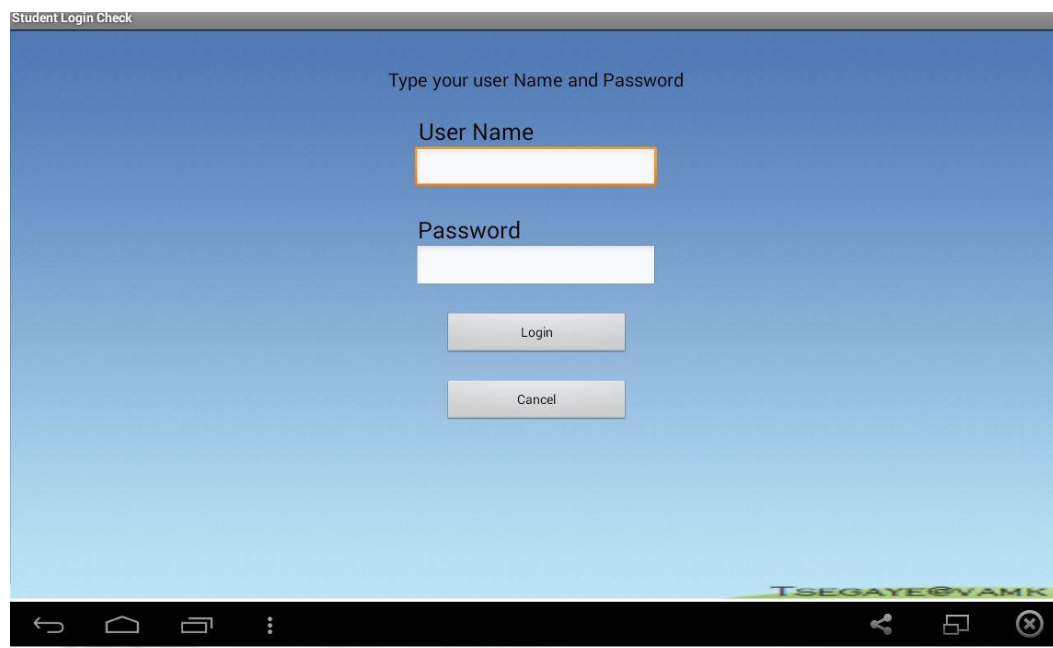 Student Login Check
Type your user Name and Password
User Name
Password
Login
Cancel
TSEGAYE@VAMK